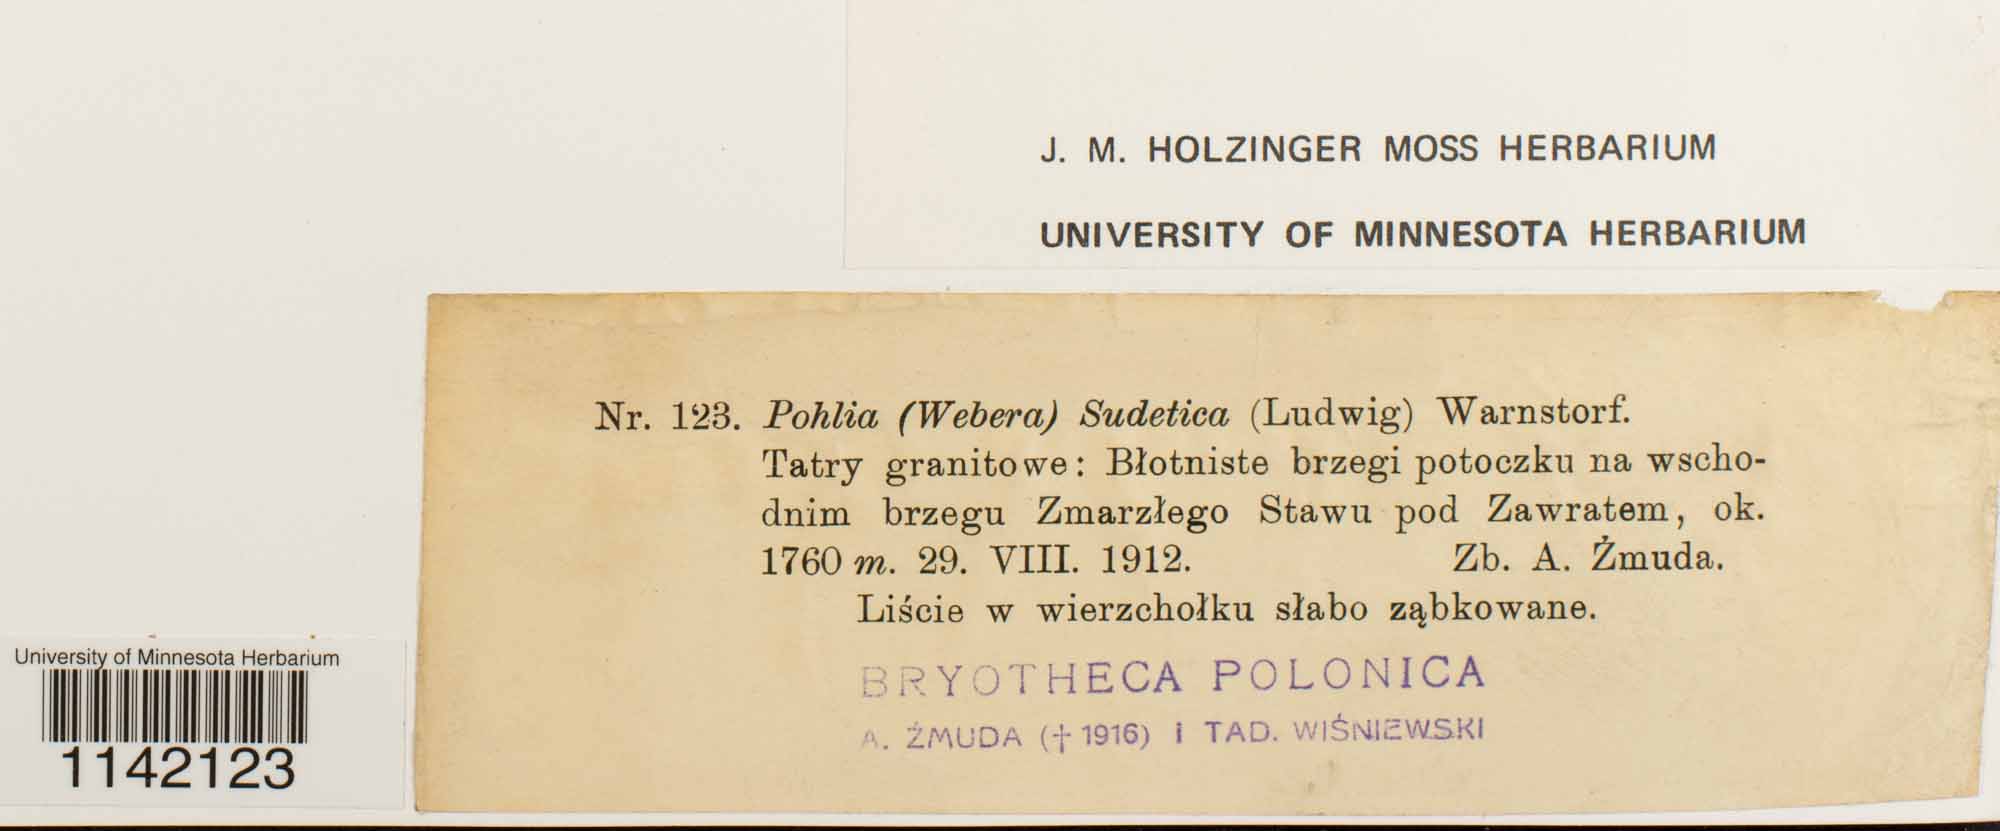 J. M. HOLZINGER MOSS HERBARIUM
UNIVERSITY OF MINNESOTA HERBARIUM
Nr. 123. Pohlia (Webera) Sudetica (Ludwig) Warnstorf.
Tatry granitowe: Błotniste brzegi potoczku na wscho-
dnim brzegu Zmarzłego Stawu pod Zawratem, ok.
1760 m. 29. VIII. 1912. Zb. A. Żmuda.
Liście w wierzchołku słabo ząbkowane.
BRYOTHECA POLONICA
A. ŻMUDA († 1916) I TAD. WIŚNIEWSKI
University of Minnesota Herbarium
1142123